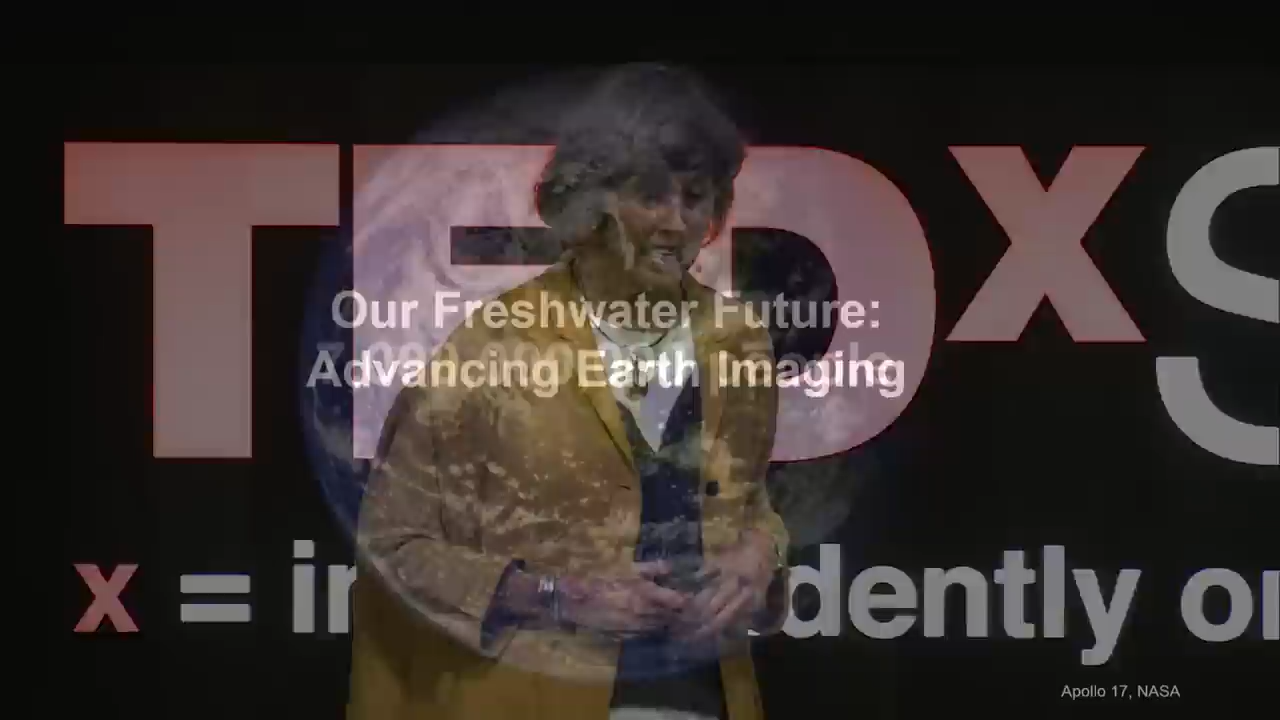 TEDxS
Our Freshwater Future:
Advancing Earth Imaging
x = in dently or
Apollo 17, NASA